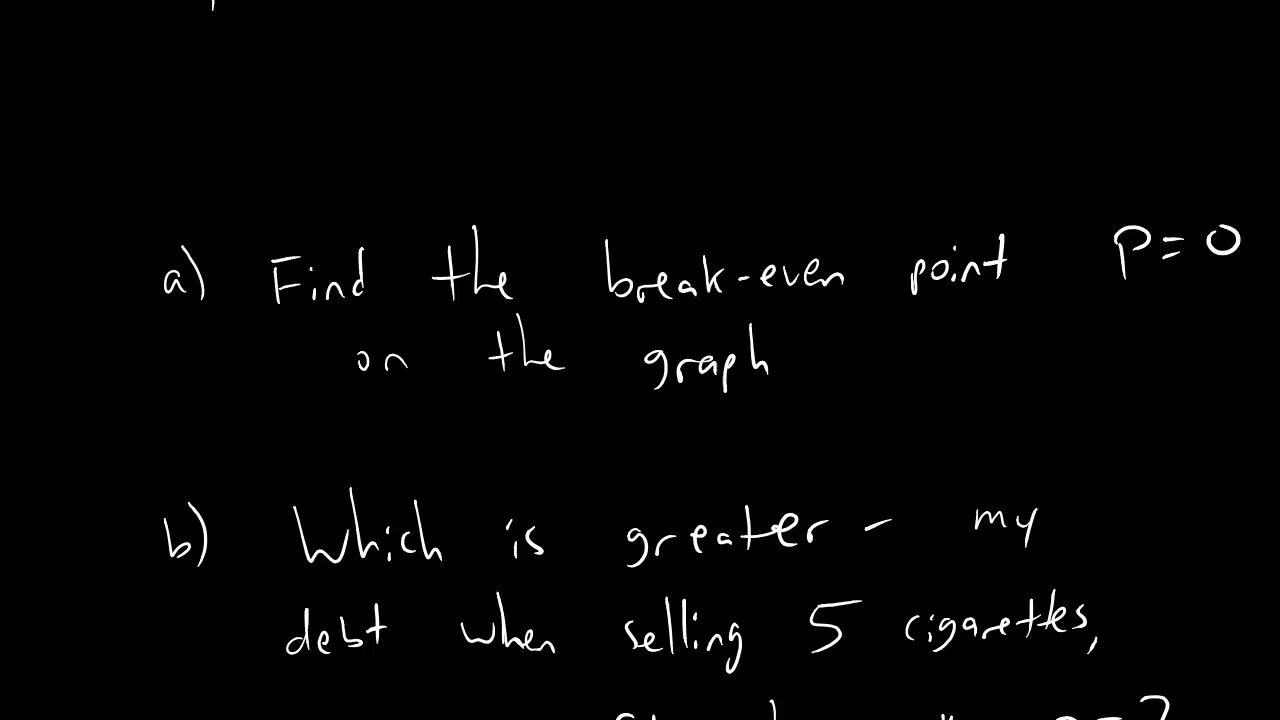 a) Find the break-even point P = 0
on the graph
b) Which is greater - my
debt when selling 5 cigarettes,